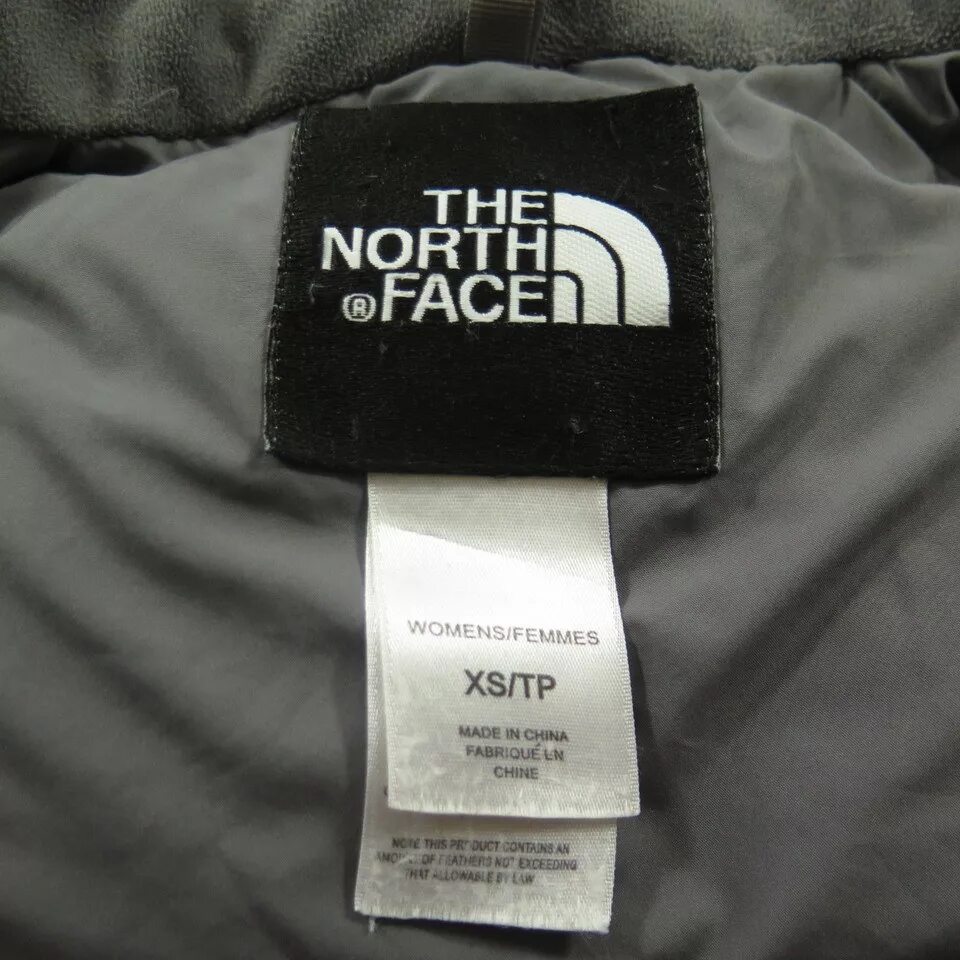 THE
NORTH
® FACE
WOMENS/FEMMES
XS/TP
MADE IN CHINA
FABRIQUÉ EN
CHINE
NOTE THIS PRODUCT CONTAINS AN
AMOUNT OF FEATHERS NOT EXCEEDING
THAT ALLOWABLE BY LAW